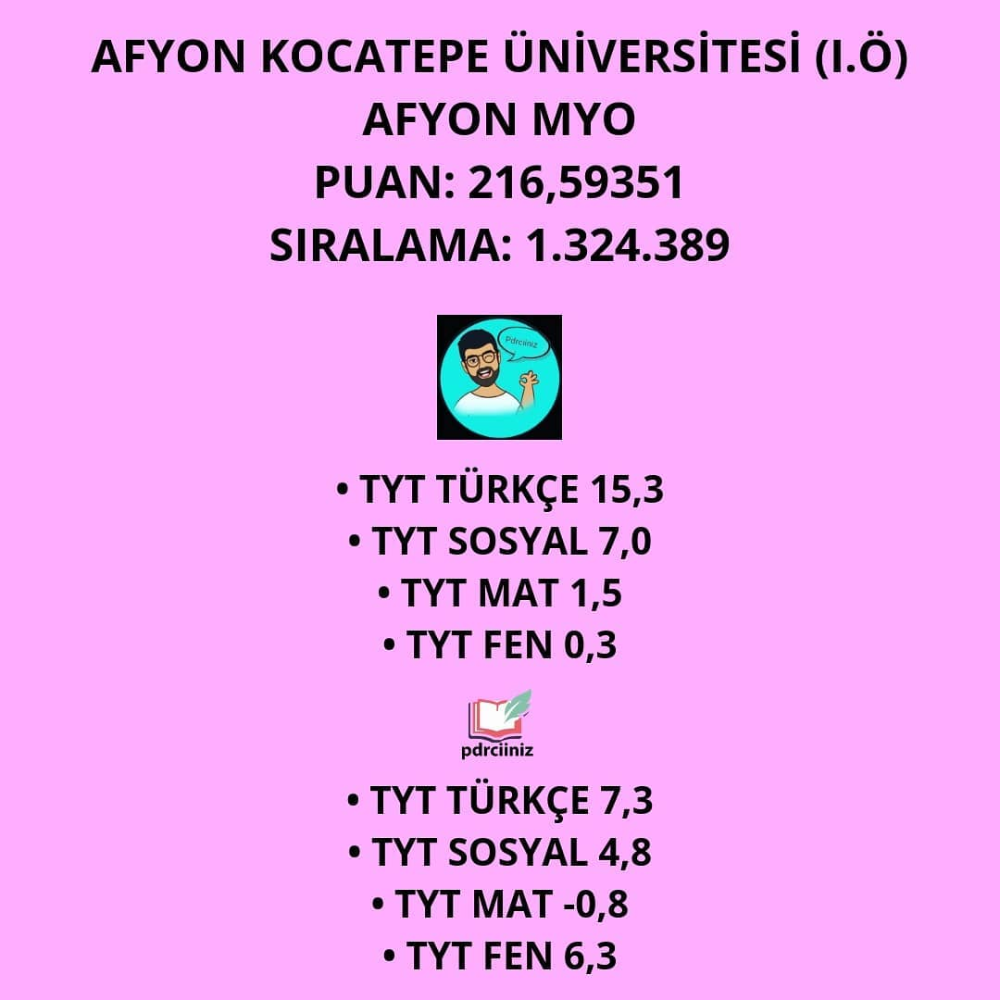 AFYON KOCATEPE ÜNİVERSİTESİ (I.Ö)
AFYON MYO
PUAN: 216,59351
SIRALAMA: 1.324.389
Pdrciiniz
• TYT TÜRKÇE 15,3
• TYT SOSYAL 7,0
• TYT MAT 1,5
• TYT FEN 0,3
pdrciiniz
• TYT TÜRKÇE 7,3
• TYT SOSYAL 4,8
• TYT MAT -0,8
• TYT FEN 6,3